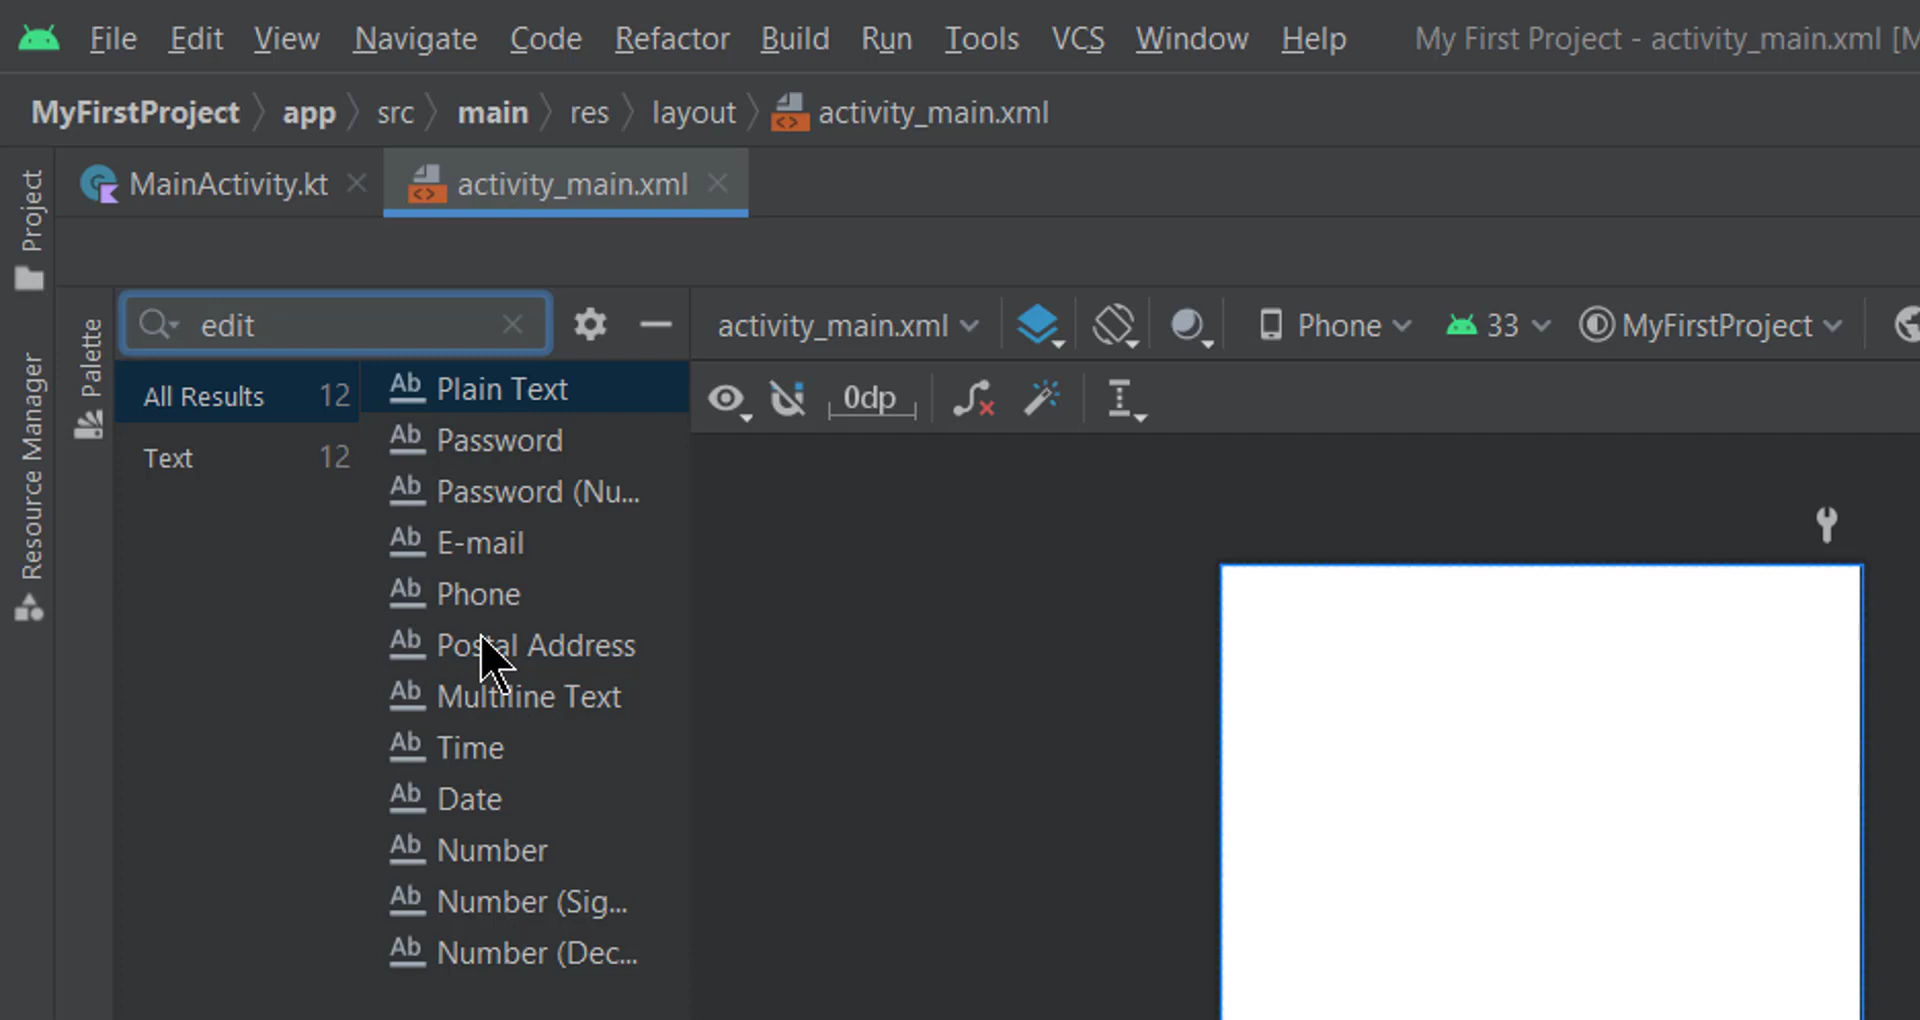 File Edit View Navigate Code Refactor Build Run Tools VCS Window Help My First Project - activity_main.xml [M
MyFirstProject app src main res layout activity_main.xml
MainActivity.kt activity_main.xml
Project
Resource Manager
Palette
edit
activity_main.xml Phone 33 MyFirstProject
0dp
All Results 12
Text 12
Ab Plain Text
Ab Password
Ab Password (Nu...
Ab E-mail
Ab Phone
Ab Postal Address
Ab Multiline Text
Ab Time
Ab Date
Ab Number
Ab Number (Sig...
Ab Number (Dec...